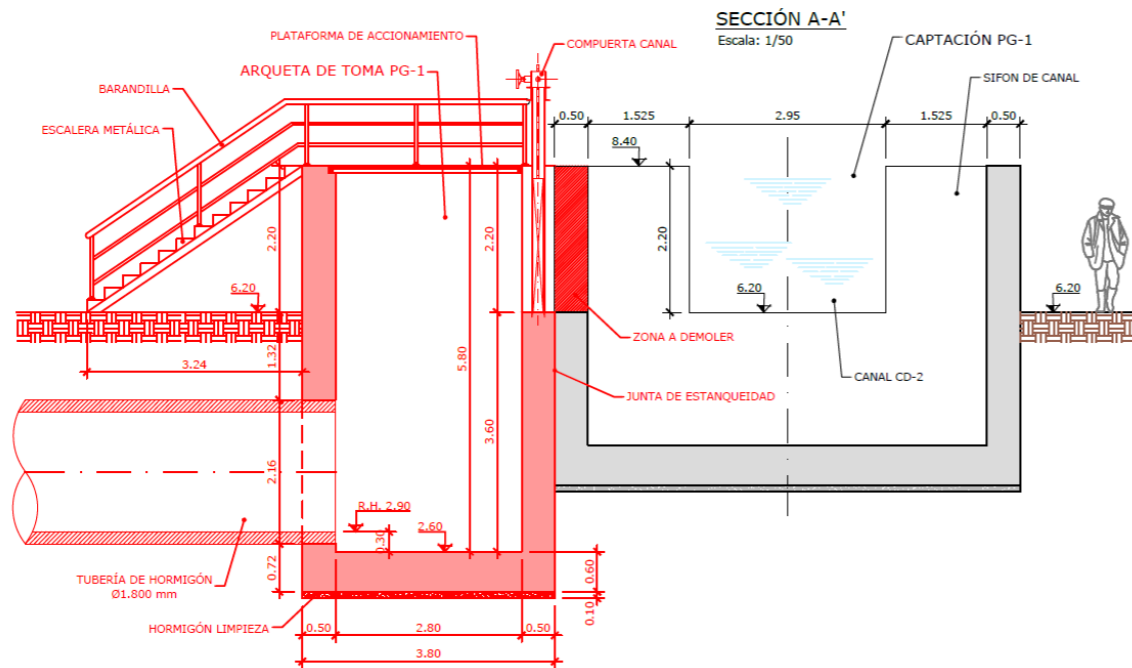 SECCIÓN A-A'
Escala: 1/50
PLATAFORMA DE ACCIONAMIENTO
COMPUERTA CANAL
CAPTACIÓN PG-1
ARQUETA DE TOMA PG-1
SIFON DE CANAL
BARANDILLA
ESCALERA METÁLICA
0.50
1.525
2.95
1.525
0.50
8.40
2.20
2.20
2.20
6.20
6.20
6.20
ZONA A DEMOLER
1.32
3.24
5.80
CANAL CD-2
JUNTA DE ESTANQUEIDAD
3.60
2.16
R.H. 2.90
2.60
0.30
TUBERÍA DE HORMIGÓN
Ø1.800 mm
0.72
0.60
0.10
HORMIGÓN LIMPIEZA
0.50
2.80
0.50
3.80